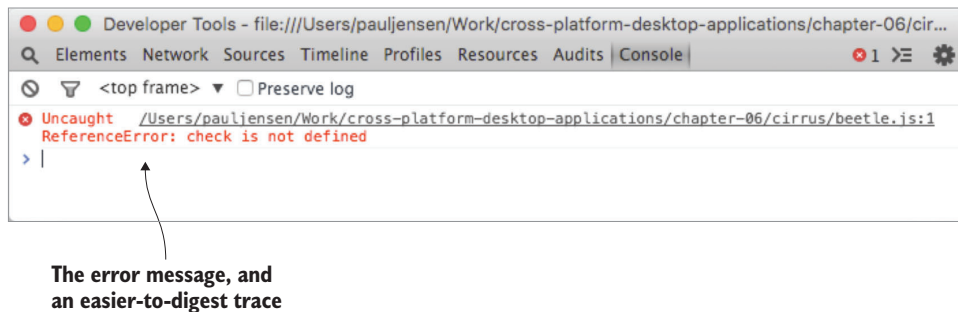 Developer Tools - file:///Users/pauljensen/Work/cross-platform-desktop-applications/chapter-06/cir...
Elements Network Sources Timeline Profiles Resources Audits Console 1
<top frame> ▼ Preserve log
Uncaught /Users/pauljensen/Work/cross-platform-desktop-applications/chapter-06/cirrus/beetle.js:1
ReferenceError: check is not defined
>
The error message, and
an easier-to-digest trace